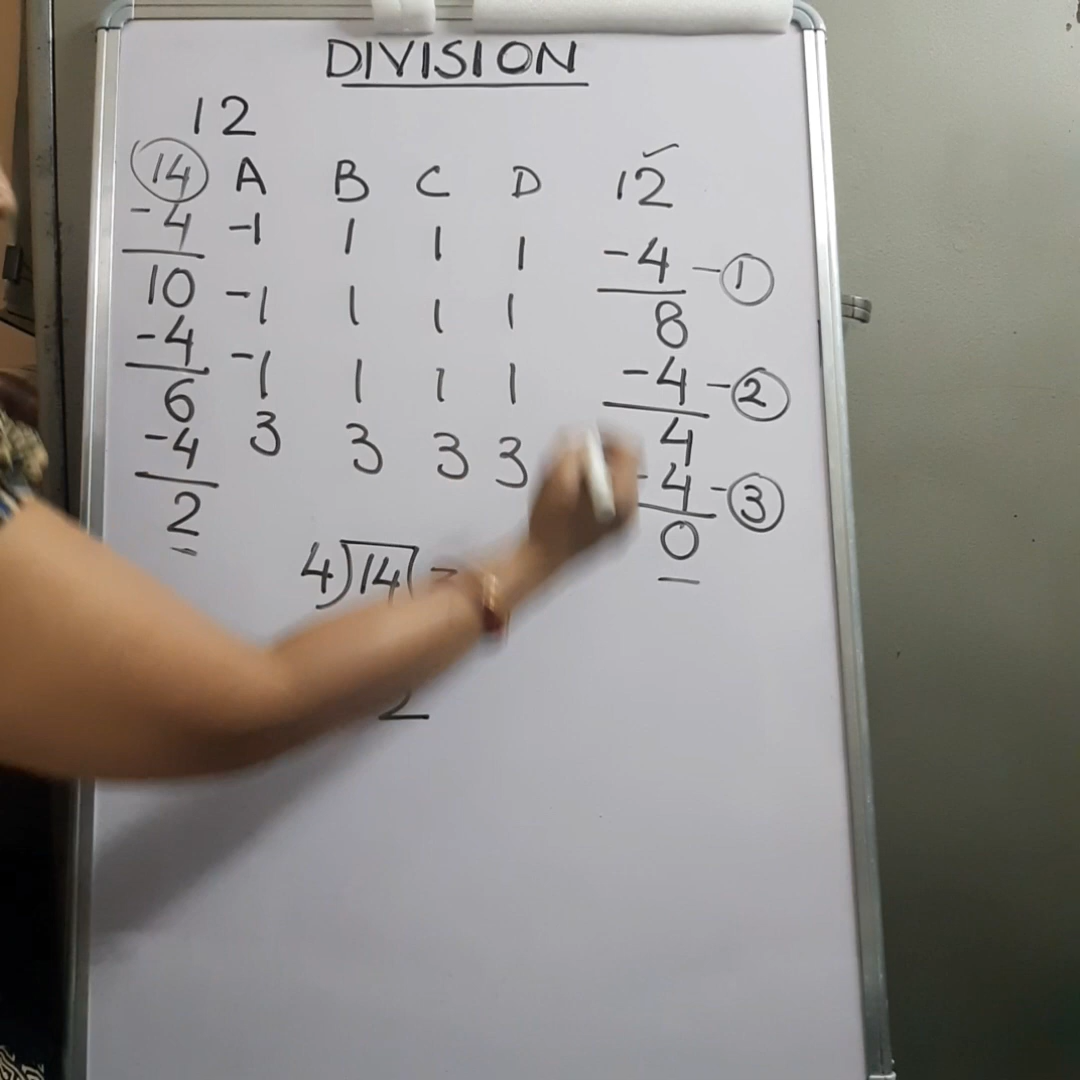 DIVISION
12
14 A B C D 12
-4 -1 1 1 1 -4 -1
10 -1 1 1 1 8
-4 -1 1 1 1 -4 -2
6 3 3 3 3 4
-4 -4 -3
2 0
4)14(
2